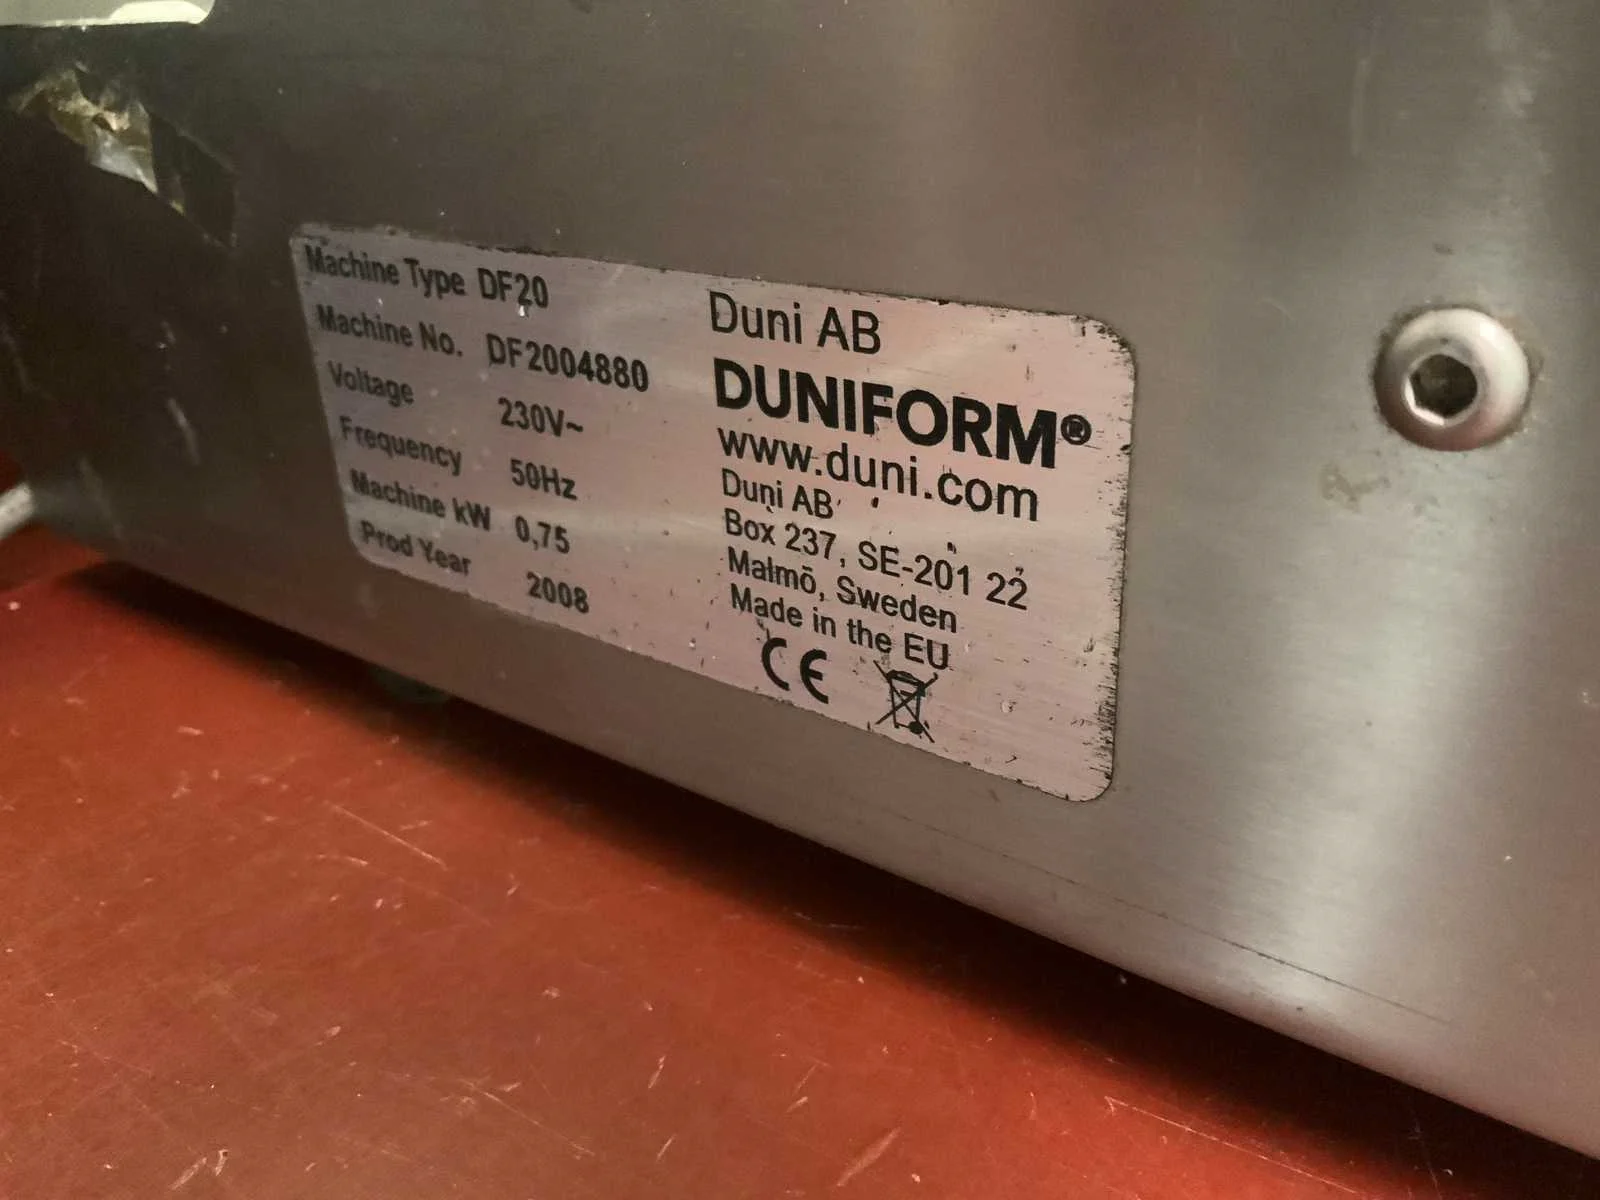 Machine Type DF20
Machine No. DF2004880
Voltage 230V~
Frequency 50Hz
Machine kW 0,75
Prod Year 2008
Duni AB
DUNIFORM®
www.duni.com
Duni AB
Box 237, SE-201 22
Malmö, Sweden
Made in the EU
CE